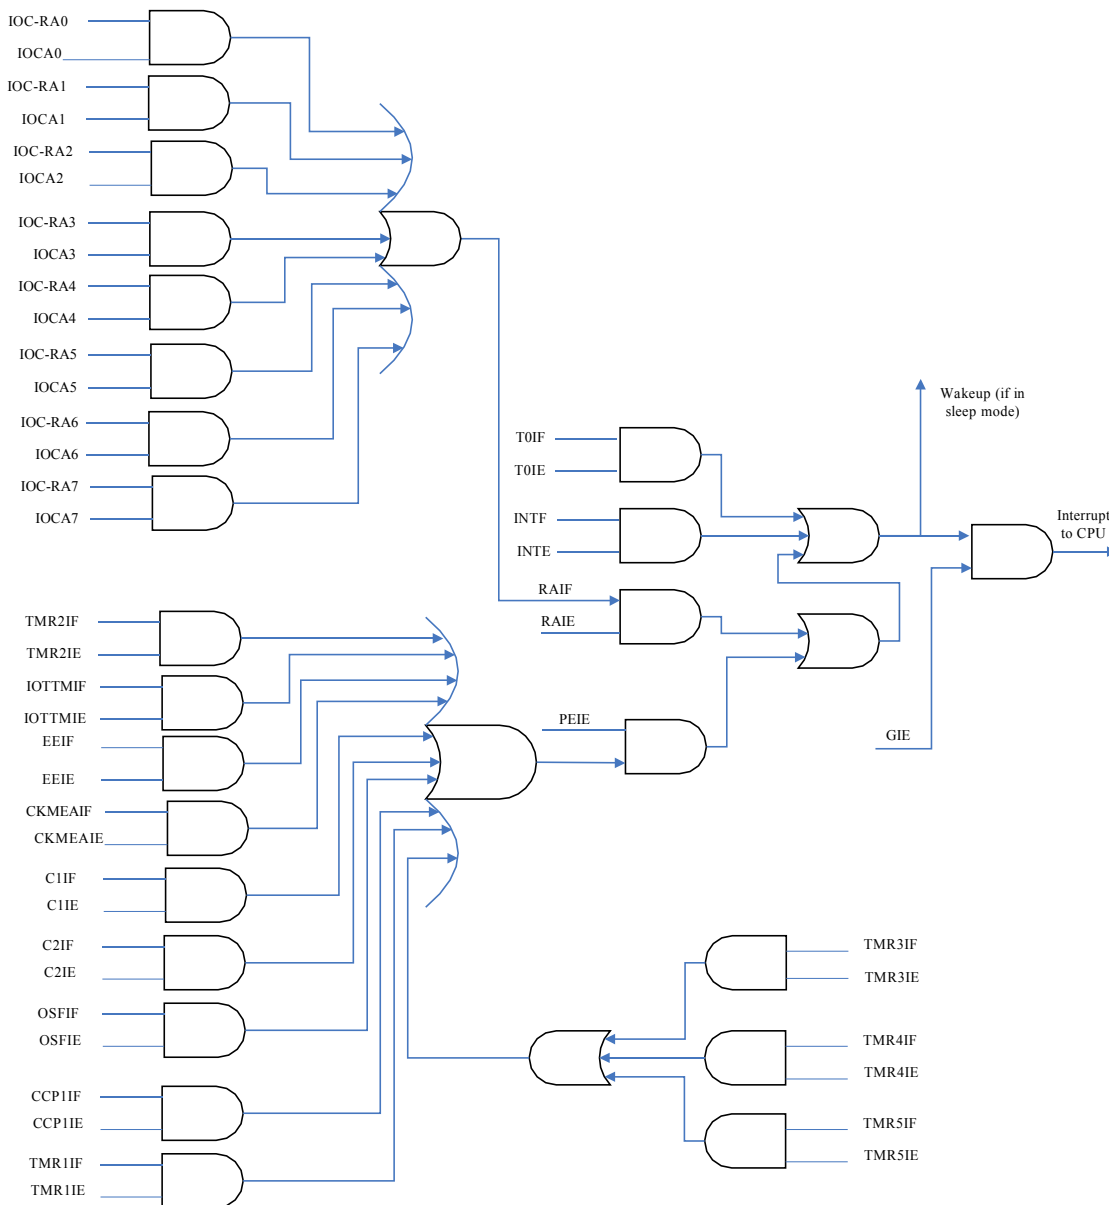 IOC-RA0
IOCA0
IOC-RA1
IOCA1
IOC-RA2
IOCA2
IOC-RA3
IOCA3
IOC-RA4
IOCA4
IOC-RA5
IOCA5
IOC-RA6
IOCA6
IOC-RA7
IOCA7
Wakeup (if in
sleep mode)
T0IF
T0IE
INTF
INTE
Interrupt
to CPU
RAIF
RAIE
PEIE
GIE
TMR2IF
TMR2IE
IOTTMIF
IOTTMIE
EEIF
EEIE
CKMEAIF
CKMEAIE
C1IF
C1IE
C2IF
C2IE
OSFIF
OSFIE
CCP1IF
CCP1IE
TMR1IF
TMR1IE
TMR3IF
TMR3IE
TMR4IF
TMR4IE
TMR5IF
TMR5IE